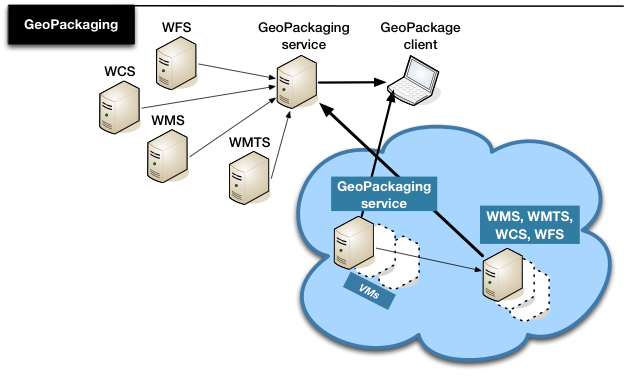 GeoPackaging
WFS
GeoPackaging
service
GeoPackage
client
WCS
WMS
WMTS
GeoPackaging
service
WMS, WMTS,
WCS, WFS
VMs